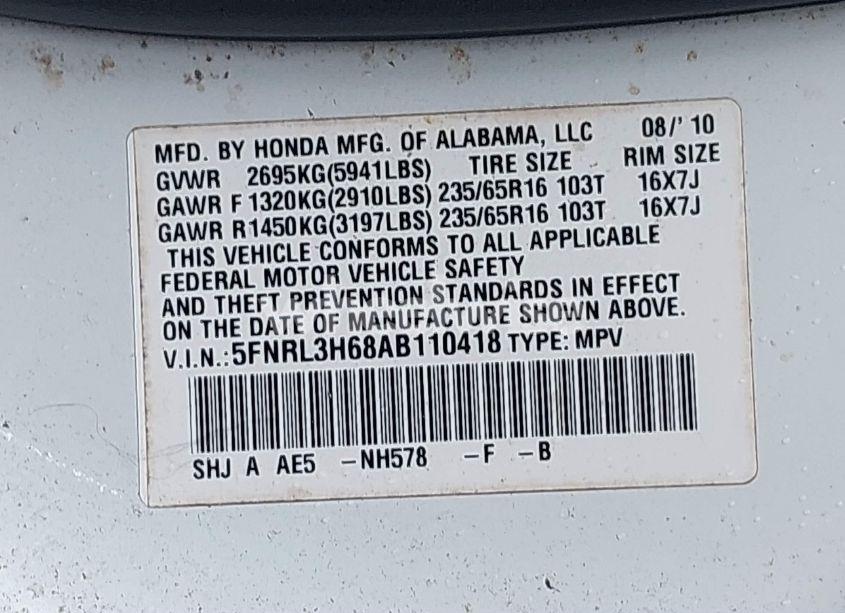 MFD. BY HONDA MFG. OF ALABAMA, LLC 08/' 10
GVWR 2695KG(5941LBS) TIRE SIZE RIM SIZE
GAWR F 1320KG(2910LBS) 235/65R16 103T 16X7J
GAWR R1450KG(3197LBS) 235/65R16 103T 16X7J
THIS VEHICLE CONFORMS TO ALL APPLICABLE
FEDERAL MOTOR VEHICLE SAFETY
AND THEFT PREVENTION STANDARDS IN EFFECT
ON THE DATE OF MANUFACTURE SHOWN ABOVE.
V.I.N.:5FNRL3H68AB110418 TYPE: MPV
SHJ A AE5 -NH578 -F -B